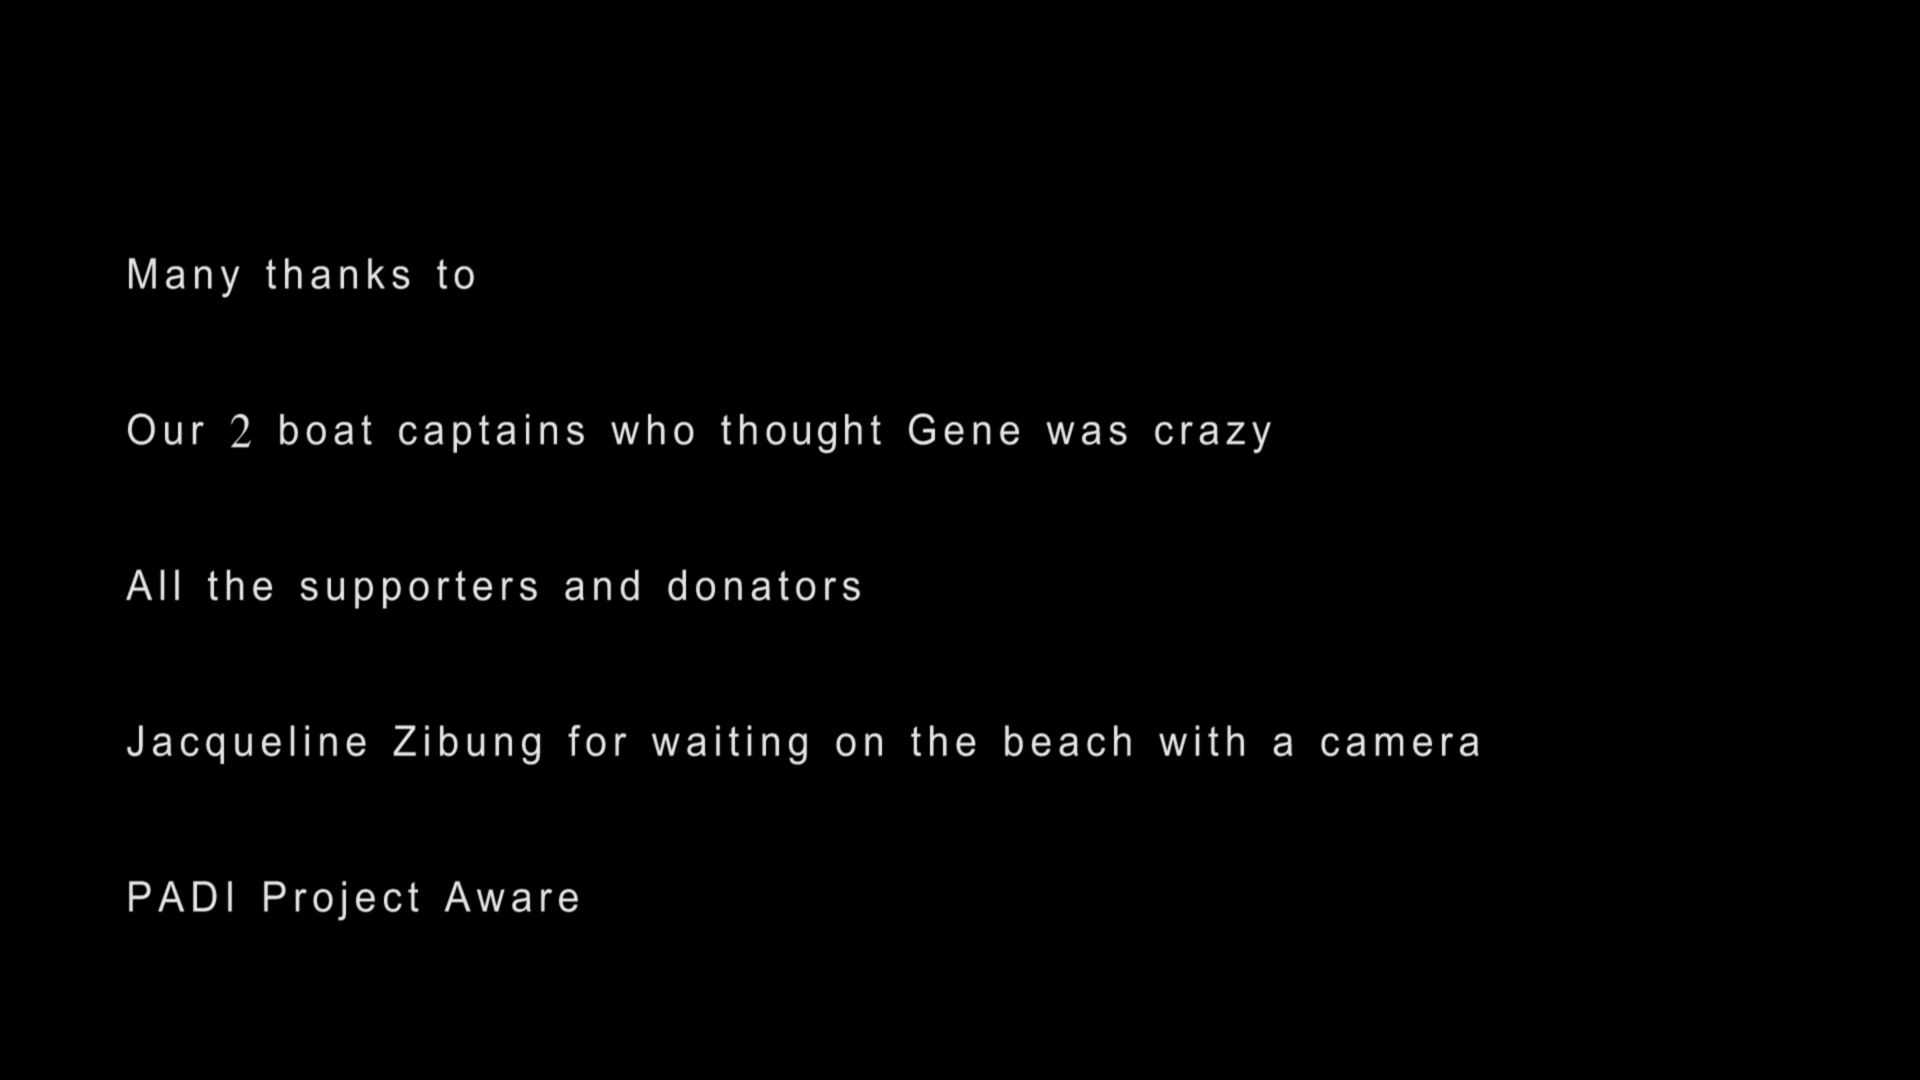 Many thanks to
Our 2 boat captains who thought Gene was crazy
All the supporters and donators
Jacqueline Zibung for waiting on the beach with a camera
PADI Project Aware